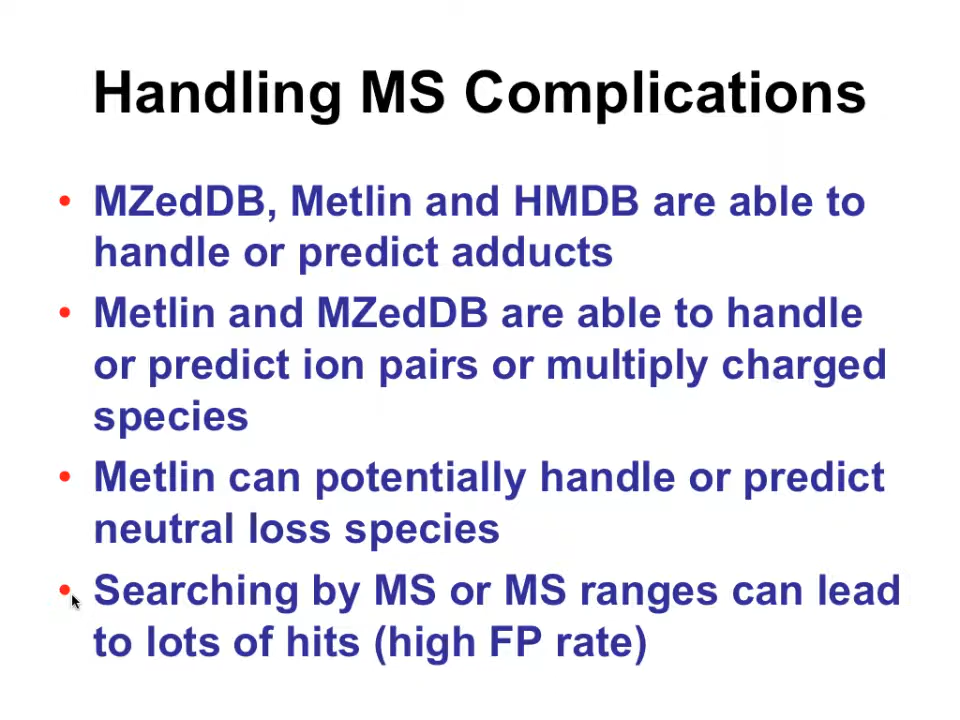 Handling MS Complications
• MZedDB, Metlin and HMDB are able to
handle or predict adducts
• Metlin and MZedDB are able to handle
or predict ion pairs or multiply charged
species
• Metlin can potentially handle or predict
neutral loss species
• Searching by MS or MS ranges can lead
to lots of hits (high FP rate)